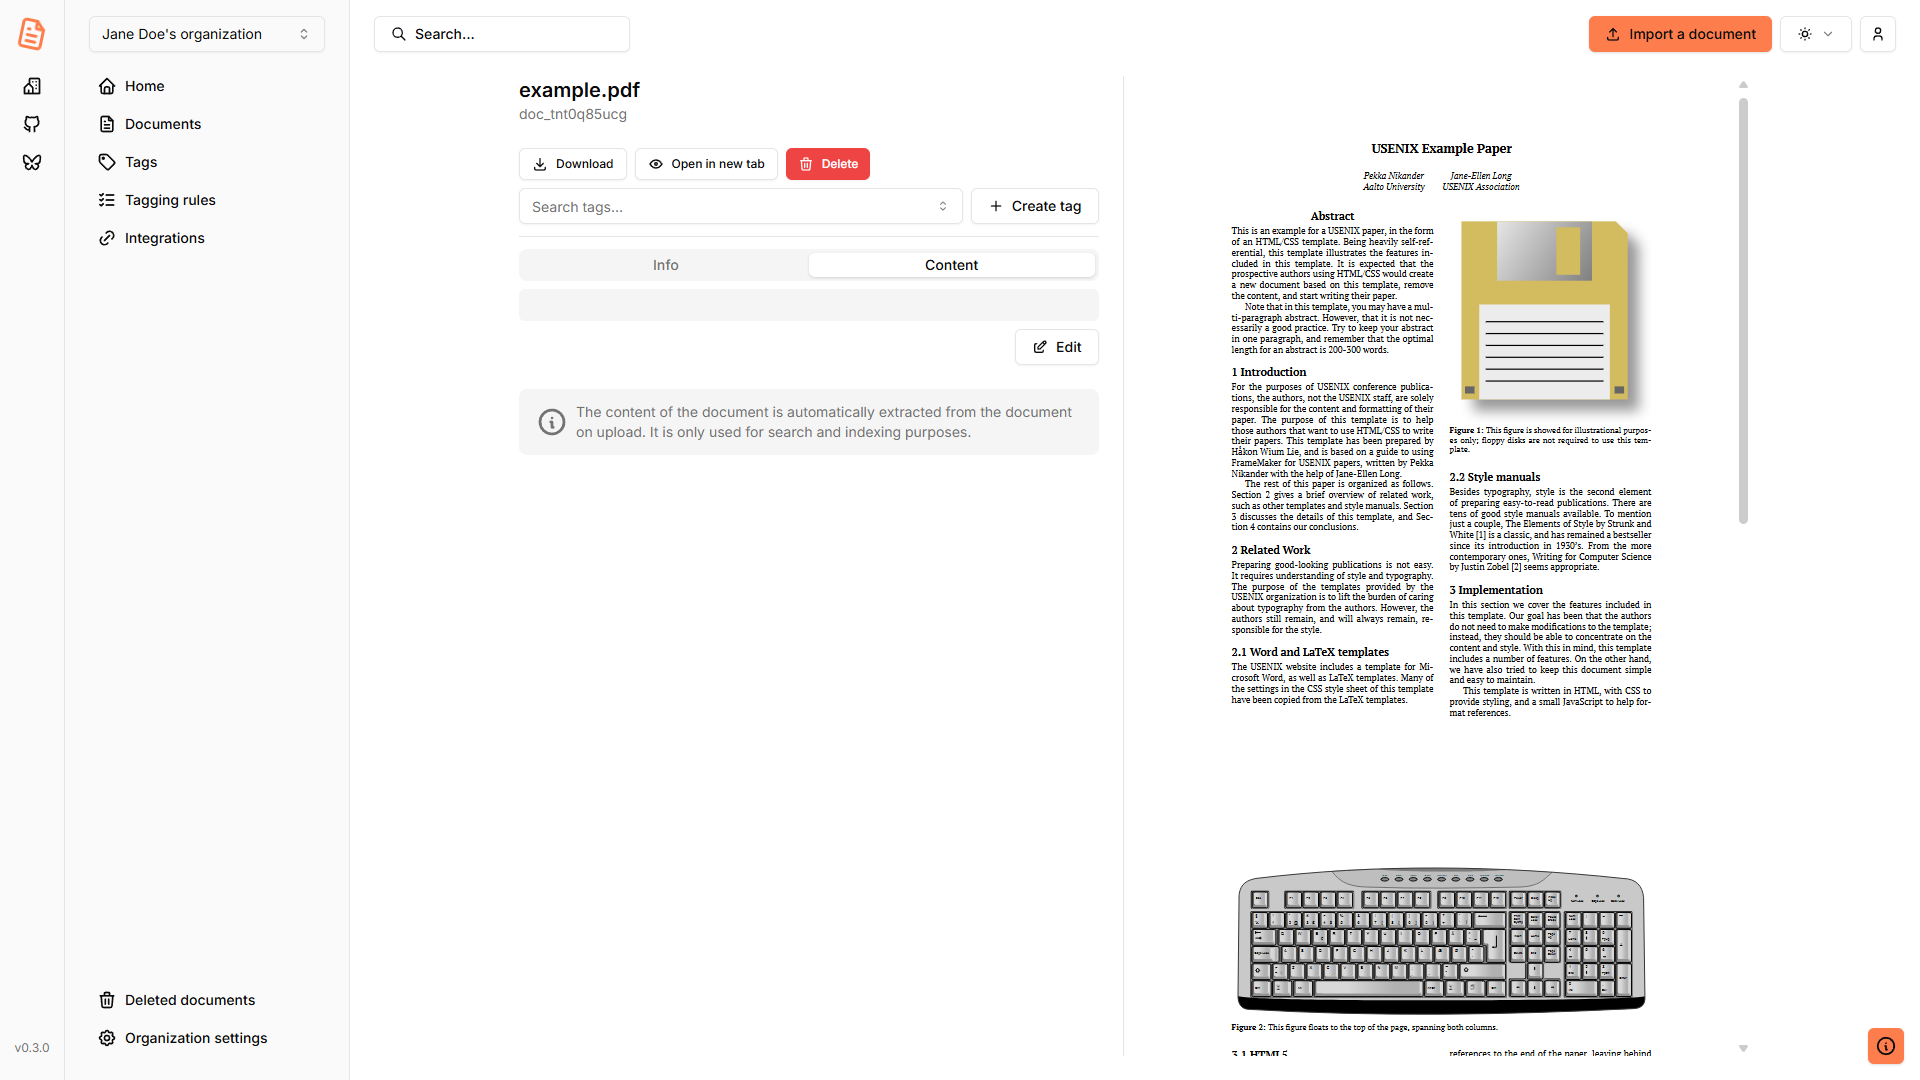 Jane Doe's organization
Search...
Import a document
Home
Documents
Tags
Tagging rules
Integrations
Deleted documents
Organization settings
v0.3.0
example.pdf
doc_tnt0q85ucg
Download
Open in new tab
Delete
Search tags...
Create tag
Info
Content
Edit
The content of the document is automatically extracted from the document
on upload. It is only used for search and indexing purposes.
USENIX Example Paper
Pekka Nikander
Aalto University
Jane-Ellen Long
USENIX Association
Abstract
This is an example for a USENIX paper, in the form
of an HTML/CSS template. Being heavily self-ref-
erential, this template illustrates the features in-
cluded in this template. It is expected that the
prospective authors using HTML/CSS would create
a new document based on this template, remove
the content, and start writing their paper.
Note that in this template, you may have a mul-
ti-paragraph abstract. However, that it is not nec-
essarily a good practice. Try to keep your abstract
in one paragraph, and remember that the optimal
length for an abstract is 200-300 words.
1 Introduction
For the purposes of USENIX conference publica-
tions, the authors, not the USENIX staff, are solely
responsible for the content and formatting of their
paper. The purpose of this template is to help
those authors that want to use HTML/CSS to write
their papers. This template has been prepared by
Håkon Wium Lie, and is based on a guide to using
FrameMaker for USENIX papers, written by Pekka
Nikander with the help of Jane-Ellen Long.
The rest of this paper is organized as follows.
Section 2 gives a brief overview of related work,
such as other templates and style manuals. Section
3 discusses the details of this template, and Sec-
tion 4 contains our conclusions.
2 Related Work
Preparing good-looking publications is not easy.
It requires understanding of style and typography.
The purpose of the templates provided by the
USENIX organization is to lift the burden of caring
about typography from the authors. However, the
authors still remain, and will always remain, re-
sponsible for the style.
2.1 Word and LaTeX templates
The USENIX website includes a template for Mi-
crosoft Word, as well as LaTeX templates. Many of
the settings in the CSS style sheet of this template
have been copied from the LaTeX templates.
Figure 1: This figure is showed for illustrational purpos-
es only; floppy disks are not required to use this tem-
plate.
2.2 Style manuals
Besides typography, style is the second element
of preparing easy-to-read publications. There are
tens of good style manuals available. To mention
just a couple, The Elements of Style by Strunk and
White [1] is a classic, and has remained a bestseller
since its introduction in 1930's. From the more
contemporary ones, Writing for Computer Science
by Justin Zobel [2] seems appropriate.
3 Implementation
In this section we cover the features included in
this template. Our goal has been that the authors
do not need to make modifications to the template;
instead, they should be able to concentrate on the
content and style. With this in mind, this template
includes a number of features. On the other hand,
we have also tried to keep this document simple
and easy to maintain.
This template is written in HTML, with CSS to
provide styling, and a small JavaScript to help for-
mat references.
Figure 2: This figure floats to the top of the page, spanning both columns.
3.1 HTML5
references to the end of the paper, leaving behind